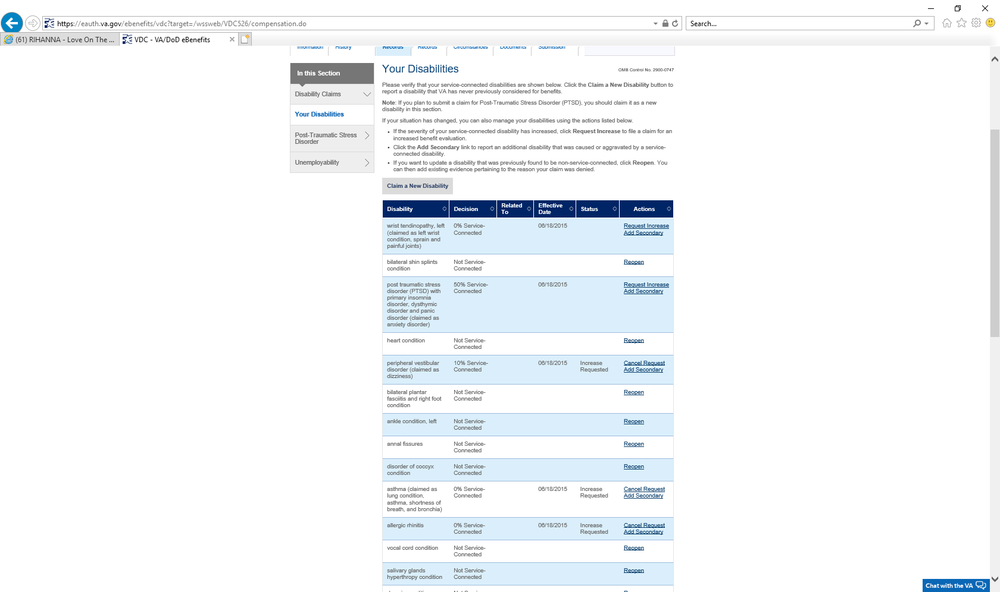 https://eauth.va.gov/ebenefits/vdc?target=/wssweb/VDC526/compensation.do
Search...
(61) RIHANNA - Love On The ...
VDC - VA/DoD eBenefits
Information
History
Records
Records
Circumstances
Documents
Submission
In this Section
Disability Claims
Your Disabilities
Post-Traumatic Stress
Disorder
Unemployability
Your Disabilities
OMB Control No. 2900-0747
Please verify that your service-connected disabilities are shown below. Click the Claim a New Disability button to
report a disability that VA has never previously considered for benefits.
Note: If you plan to submit a claim for Post-Traumatic Stress Disorder (PTSD), you should claim it as a new
disability in this section.
If your situation has changed, you can also manage your disabilities using the actions listed below.
• If the severity of your service-connected disability has increased, click Request Increase to file a claim for an
increased benefit evaluation.
• Click the Add Secondary link to report an additional disability that was caused or aggravated by a service-
connected disability.
• If you want to update a disability that was previously found to be non-service-connected, click Reopen. You
can then add existing evidence pertaining to the reason your claim was denied.
Claim a New Disability
Disability Decision Related To Effective Date Status Actions
wrist tendinopathy, left 0% Service- 06/18/2015 Request Increase
(claimed as left wrist Connected Add Secondary
condition, sprain and
painful joints)
bilateral shin splints Not Service- Reopen
condition Connected
post traumatic stress 50% Service- 06/18/2015 Request Increase
disorder (PTSD) with Connected Add Secondary
primary insomnia
disorder, dysthymic
disorder and panic
disorder (claimed as
anxiety disorder)
heart condition Not Service- Reopen
Connected
peripheral vestibular 10% Service- 06/18/2015 Increase Cancel Request
disorder (claimed as Connected Requested Add Secondary
dizziness)
bilateral plantar Not Service- Reopen
fasciitis and right foot Connected
condition
ankle condition, left Not Service- Reopen
Connected
annal fissures Not Service- Reopen
Connected
disorder of coccyx Not Service- Reopen
condition Connected
asthma (claimed as 0% Service- 06/18/2015 Increase Cancel Request
lung condition, Connected Requested Add Secondary
asthma, shortness of
breath, and bronchia)
allergic rhinitis 0% Service- 06/18/2015 Increase Cancel Request
Connected Requested Add Secondary
vocal cord condition Not Service- Reopen
Connected
salivary glands Not Service- Reopen
hyperthropy condition Connected
Chat with the VA